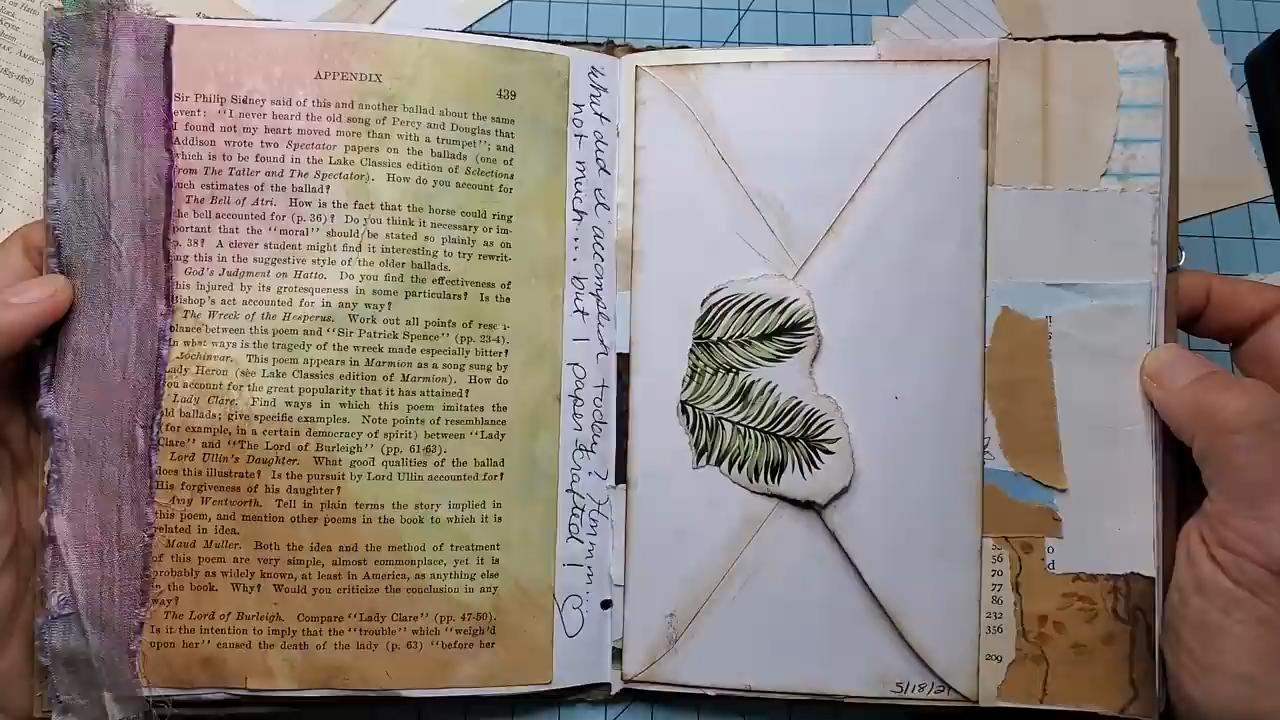 APPENDIX
439
Sir Philip Sidney said of this and another ballad about the same
event: "I never heard the old song of Percy and Douglas that
I found not my heart moved more than with a trumpet"; and
Addison wrote two Spectator papers on the ballads (one of
which is to be found in the Lake Classics edition of Selections
from The Tatler and The Spectator). How do you account for
such estimates of the ballad?
The Bell of Atri. How is the fact that the horse could ring
the bell accounted for (p. 36)? Do you think it necessary or im-
portant that the "moral" should be stated so plainly as on
p. 38? A clever student might find it interesting to try rewrit-
ing this in the suggestive style of the older ballads.
God's Judgment on Hatto. Do you find the effectiveness of
this injured by its grotesqueness in some particulars? Is the
Bishop's act accounted for in any way?
The Wreck of the Hesperus. Work out all points of resem-
blance between this poem and "Sir Patrick Spence" (pp. 23-4).
In what ways is the tragedy of the wreck made especially bitter?
Lochinvar. This poem appears in Marmion as a song sung by
Lady Heron (see Lake Classics edition of Marmion). How do
you account for the great popularity that it has attained?
Lady Clare. Find ways in which this poem imitates the
old ballads; give specific examples. Note points of resemblance
(for example, in a certain democracy of spirit) between "Lady
Clare" and "The Lord of Burleigh" (pp. 61-63).
Lord Ullin's Daughter. What good qualities of the ballad
does this illustrate? Is the pursuit by Lord Ullin accounted for?
His forgiveness of his daughter?
Amy Wentworth. Tell in plain terms the story implied in
this poem, and mention other poems in the book to which it is
related in idea.
Maud Muller. Both the idea and the method of treatment
of this poem are very simple, almost commonplace, yet it is
probably as widely known, at least in America, as anything else
in the book. Why? Would you criticize the conclusion in any
way?
The Lord of Burleigh. Compare "Lady Clare" (pp. 47-50).
Is it the intention to imply that the "trouble" which "weigh'd
upon her" caused the death of the lady (p. 63) "before her
What did I accomplish today? Hmmm...
not much... but I paper crafted!
5/18/21
56
70
77
86
232
356
209
o
d